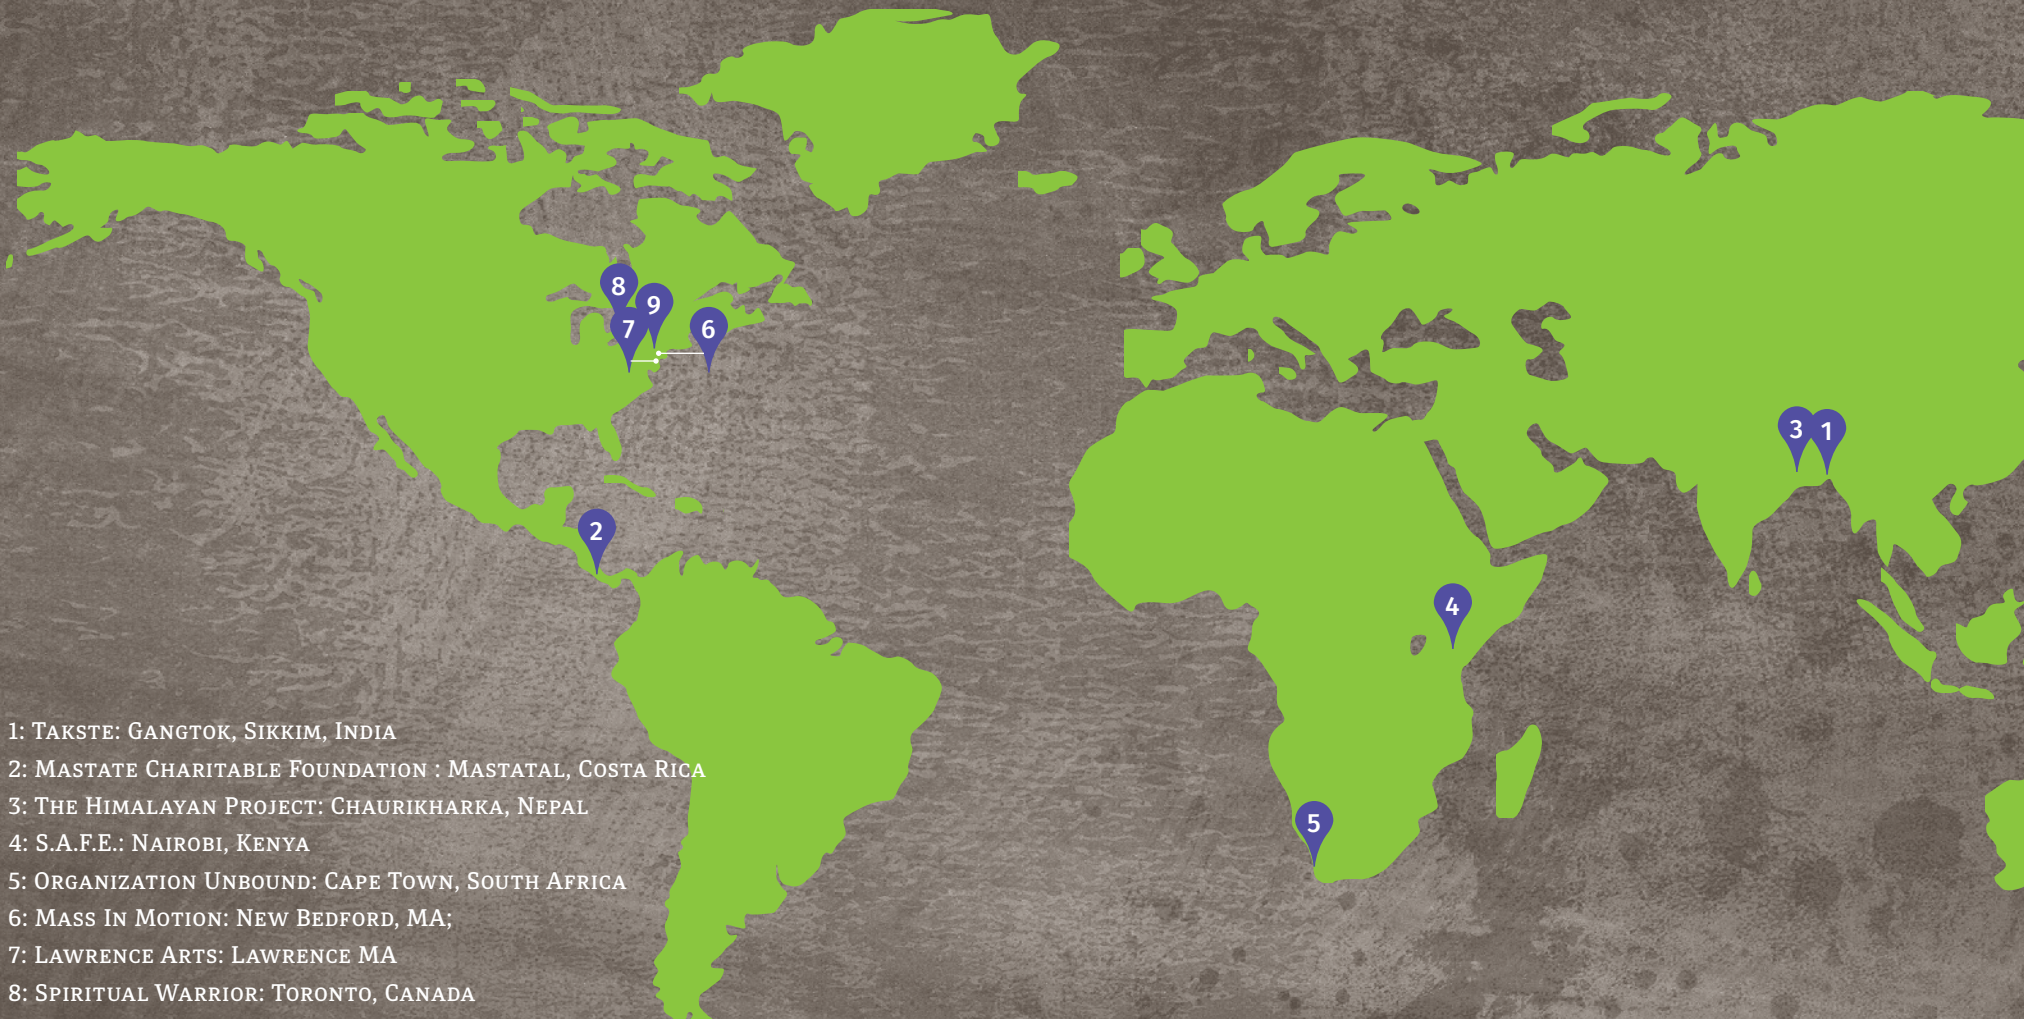 8
9
7
6
3
1
2
4
5
1: Takste: Gangtok, Sikkim, India
2: Mastate Charitable Foundation : Mastatal, Costa Rica
3: The Himalayan Project: Chaurikharka, Nepal
4: S.A.F.E.: Nairobi, Kenya
5: Organization Unbound: Cape Town, South Africa
6: Mass In Motion: New Bedford, MA;
7: Lawrence Arts: Lawrence MA
8: Spiritual Warrior: Toronto, Canada